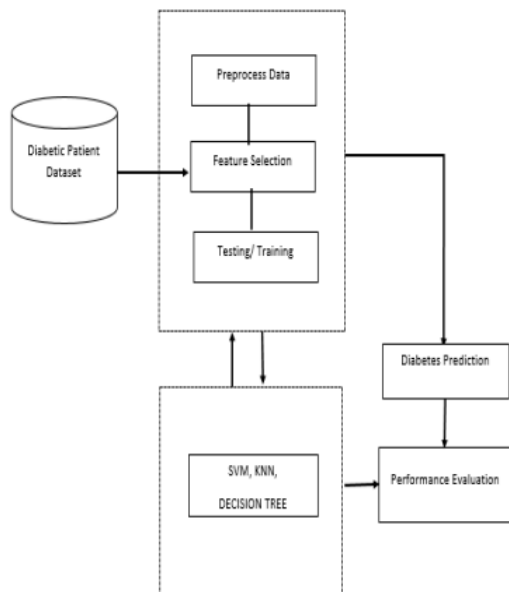 Preprocess Data
Diabetic Patient
Dataset
Feature Selection
Testing/ Training
Diabetes Prediction
SVM, KNN,
DECISION TREE
Performance Evaluation